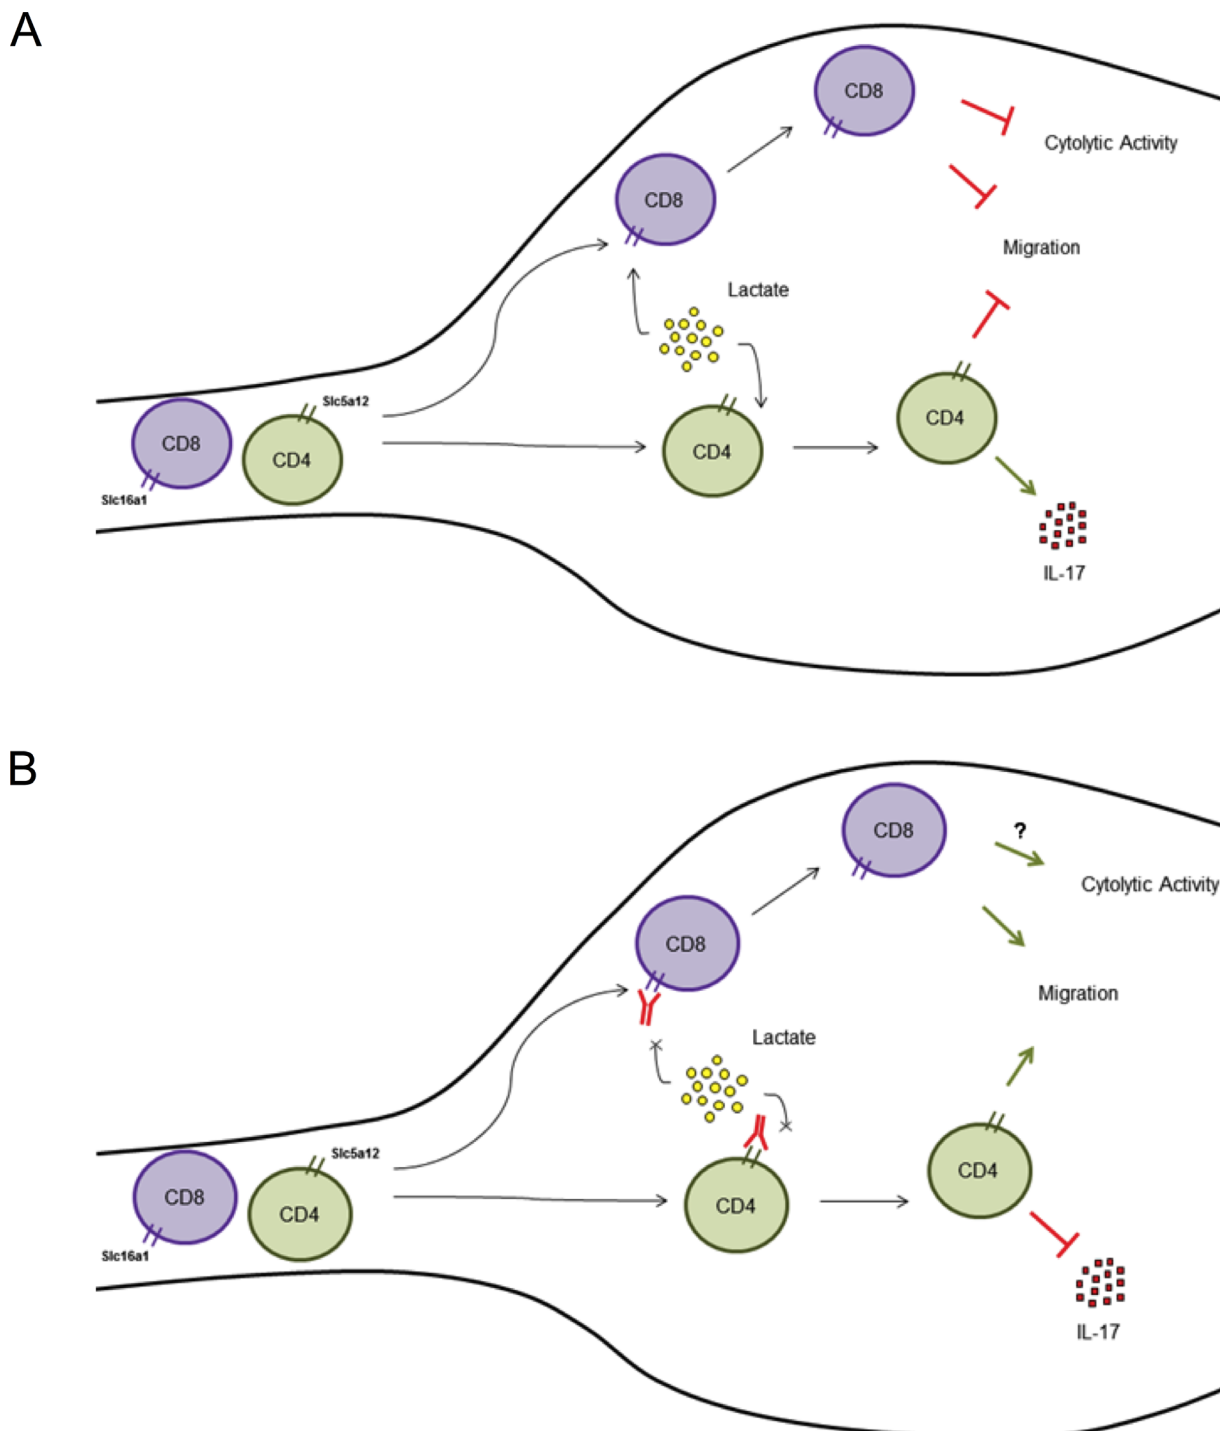 A
CD8
Cytolytic Activity
CD8
Migration
Lactate
Slc5a12
CD8
CD4
CD4
CD4
Slc16a1
IL-17
B
CD8
?
Cytolytic Activity
CD8
Migration
Lactate
Slc5a12
CD8
CD4
CD4
CD4
Slc16a1
IL-17